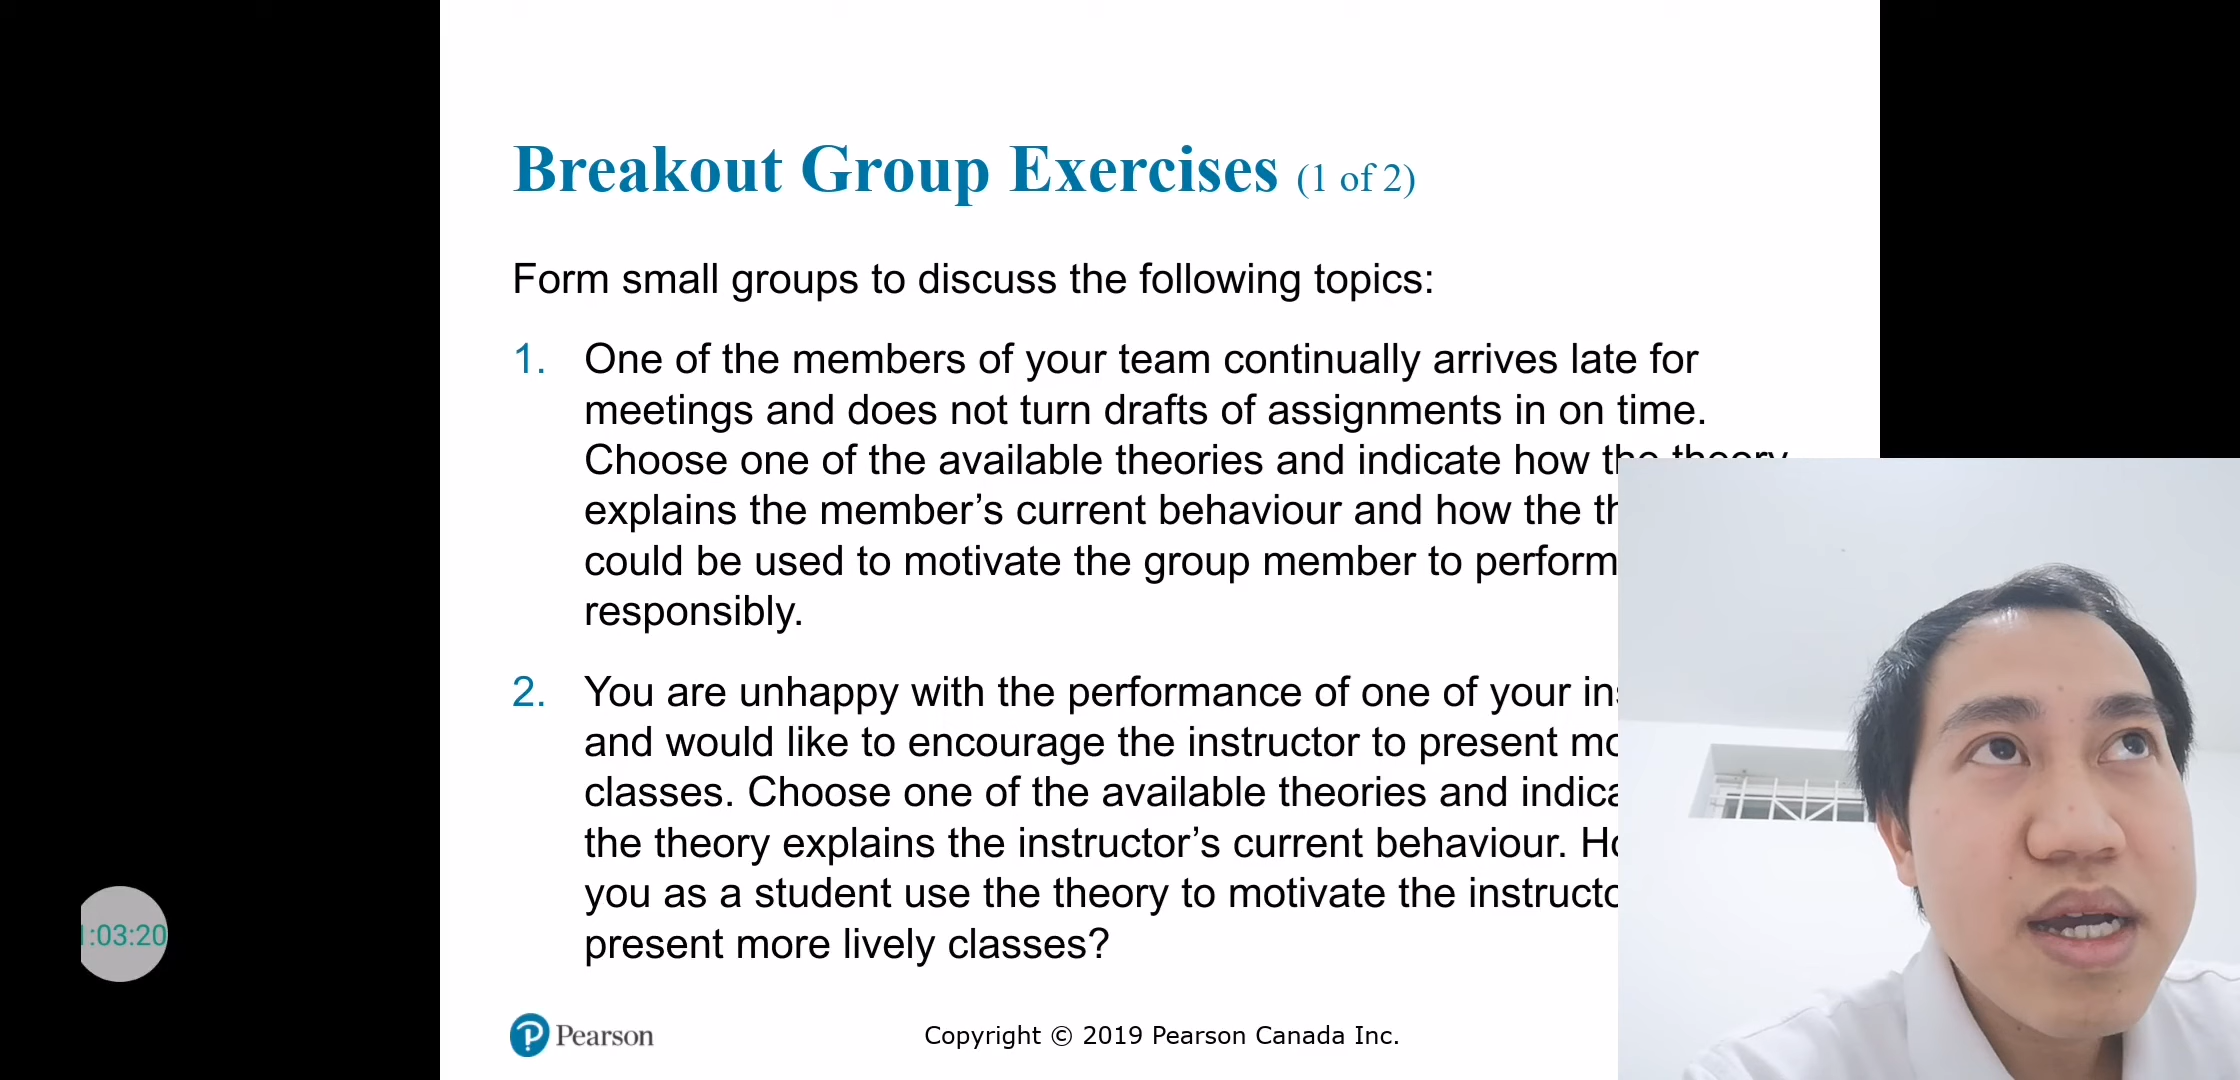 Breakout Group Exercises (1 of 2)
Form small groups to discuss the following topics:
1. One of the members of your team continually arrives late for
meetings and does not turn drafts of assignments in on time.
Choose one of the available theories and indicate how the theory
explains the member’s current behaviour and how the
could be used to motivate the group member to perform
responsibly.
2. You are unhappy with the performance of one of your
and would like to encourage the instructor to present
classes. Choose one of the available theories and
the theory explains the instructor’s current behaviour.
you as a student use the theory to motivate the
present more lively classes?
:03:20
Pearson
Copyright © 2019 Pearson Canada Inc.